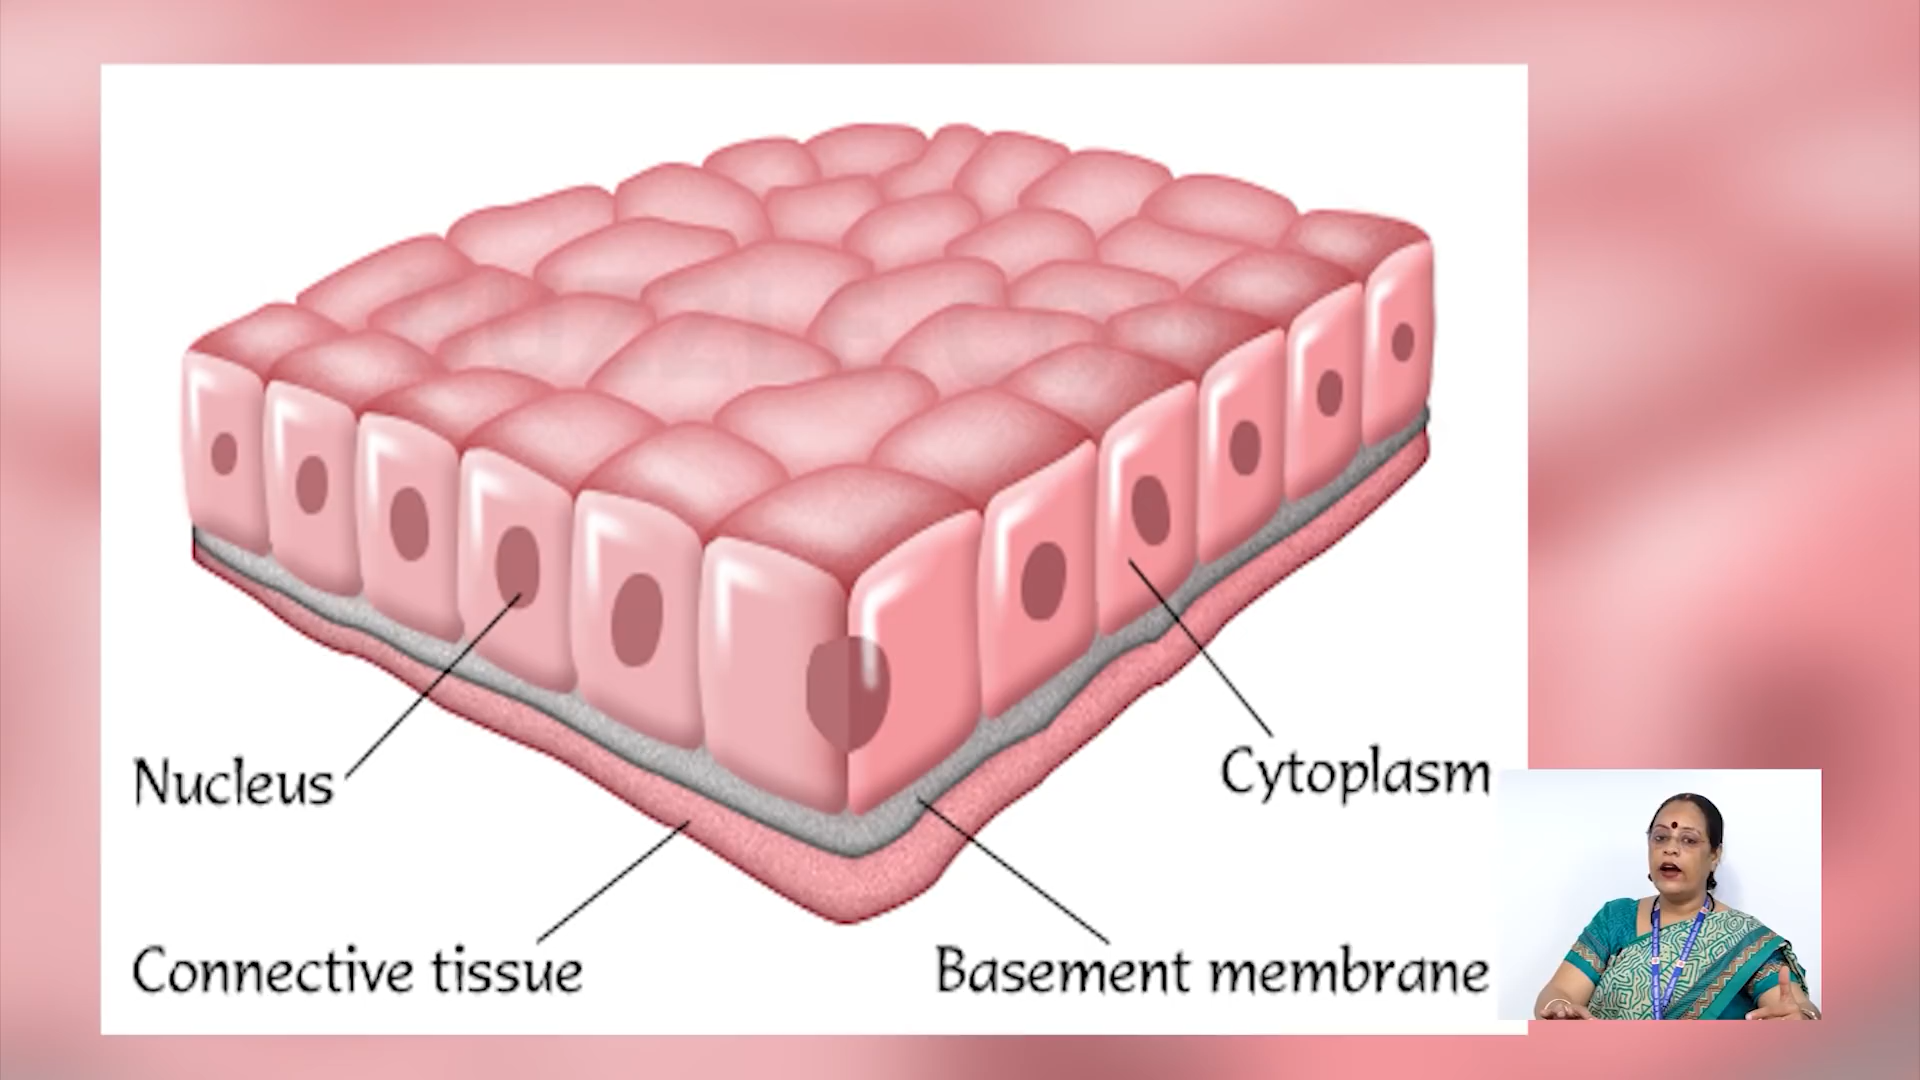 Nucleus
Cytoplasm
Connective tissue
Basement membrane